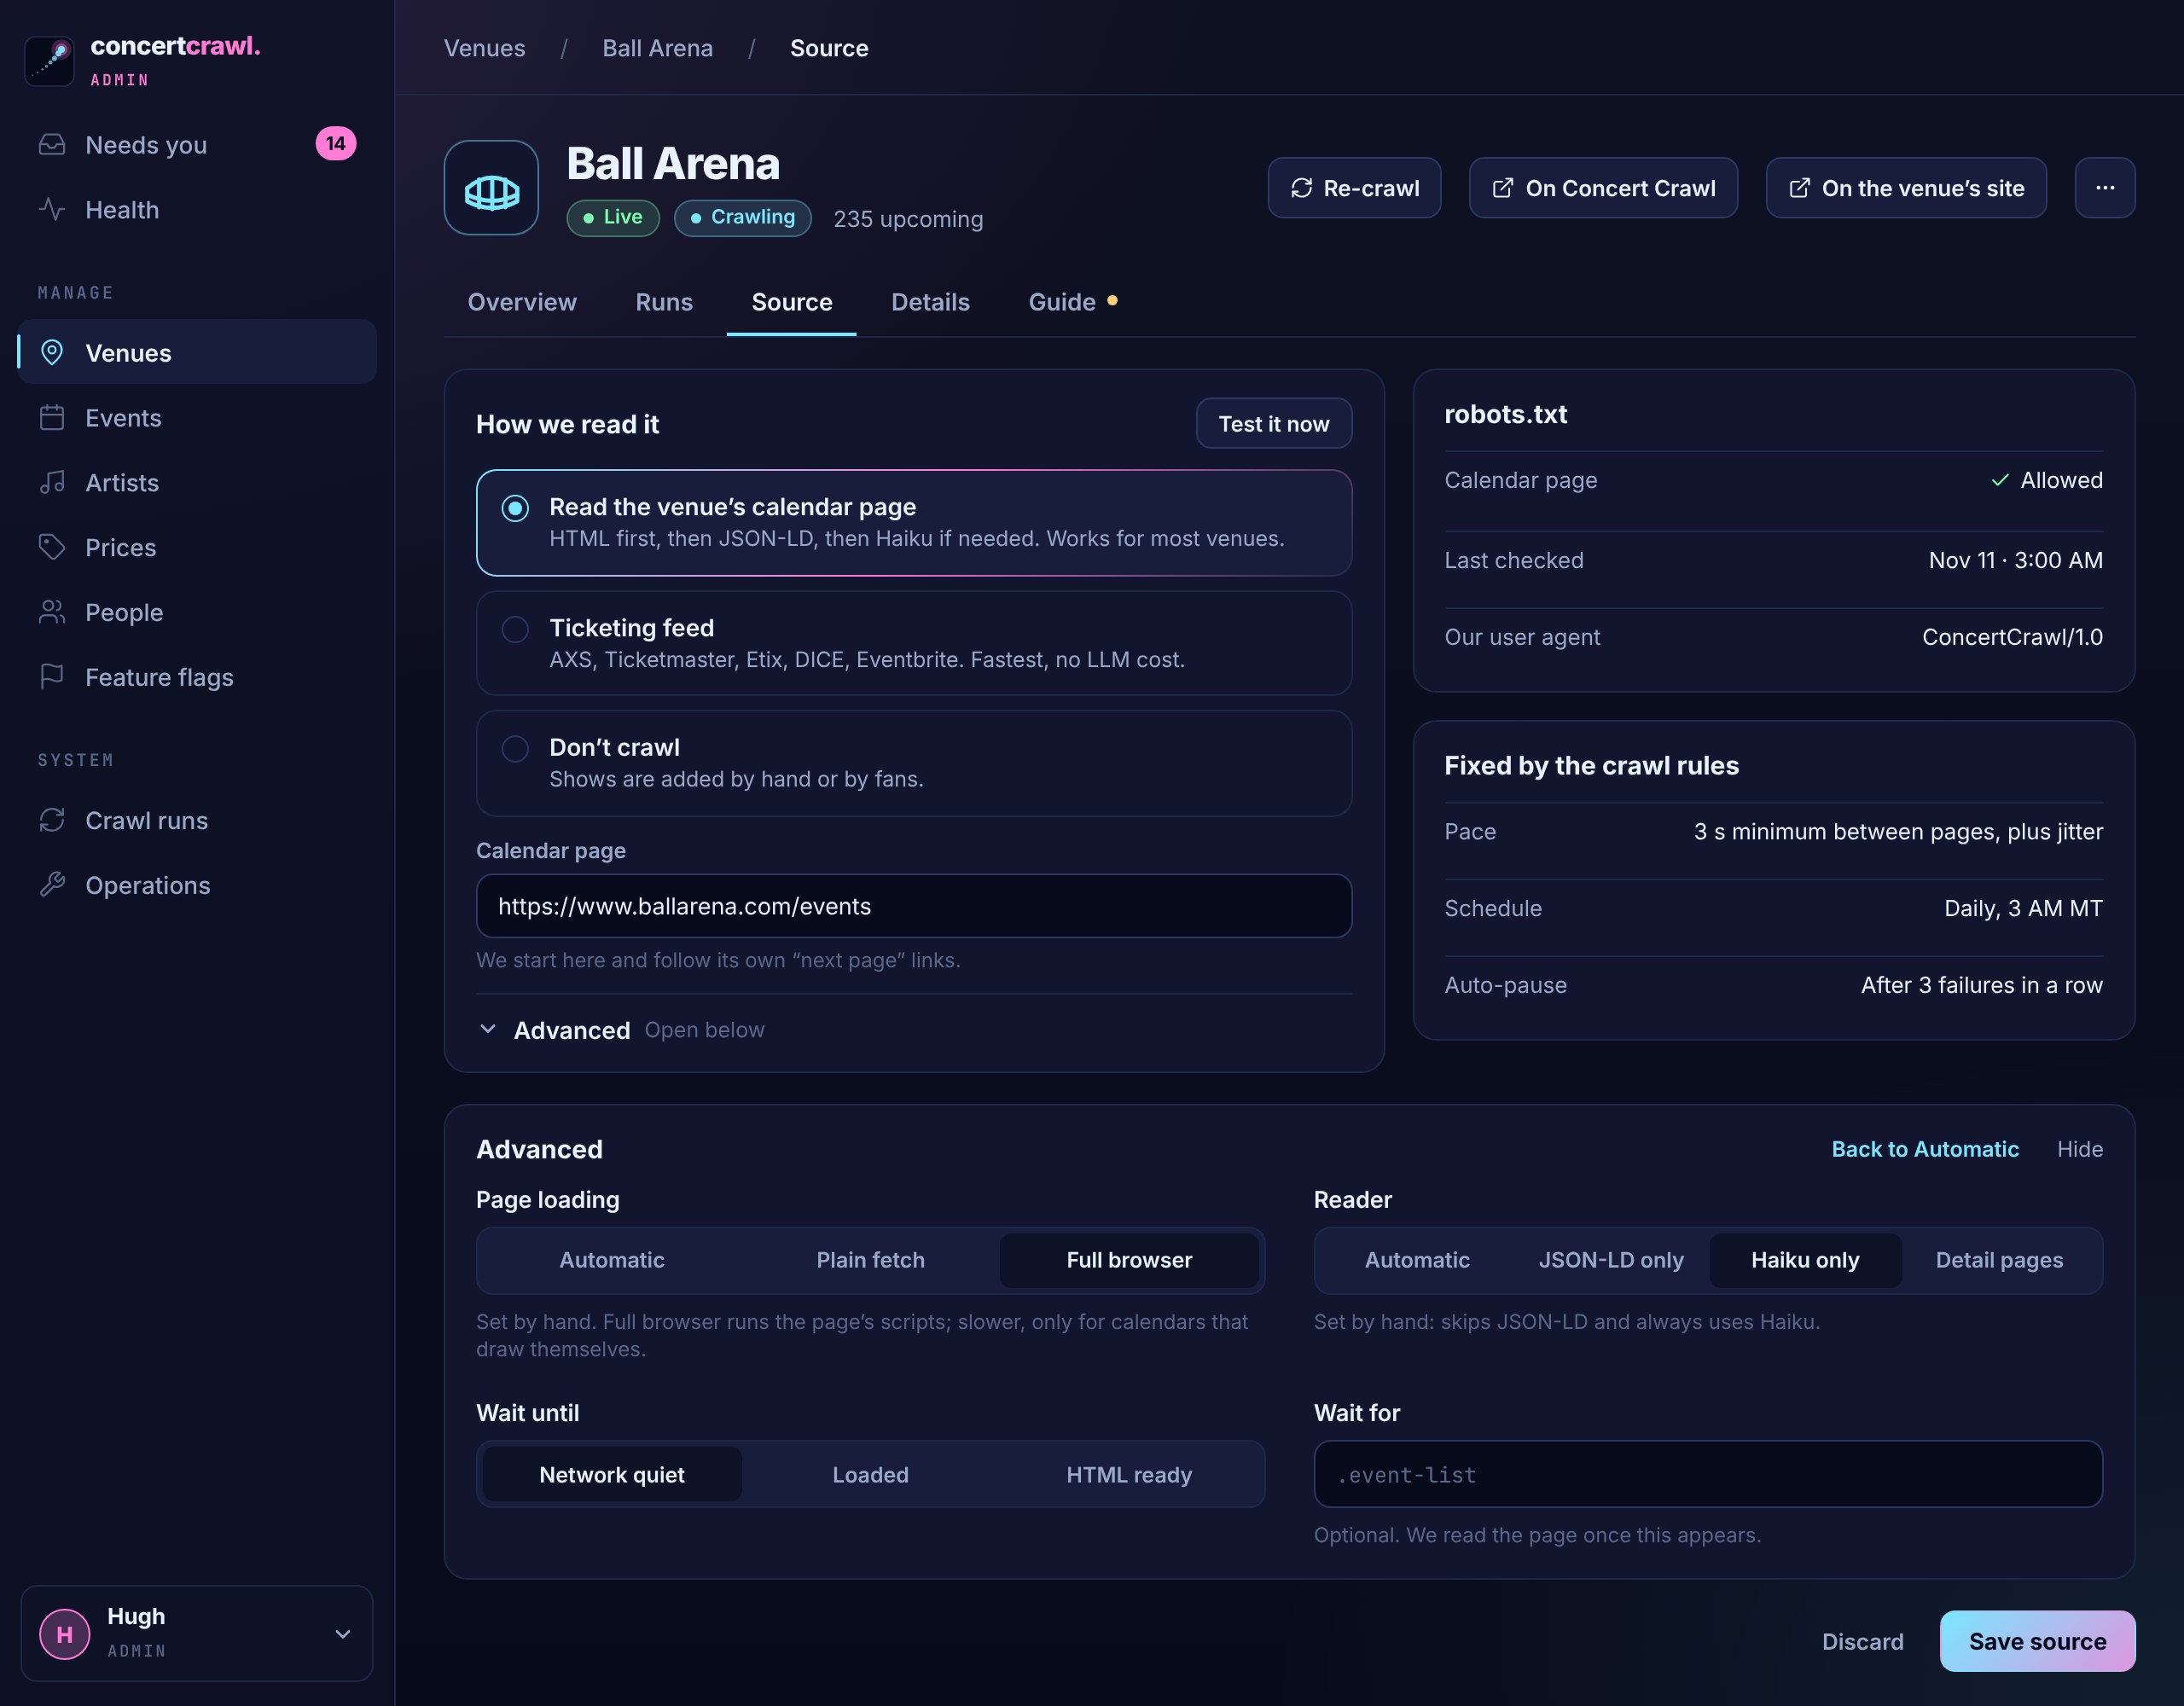 concertcrawl.
ADMIN
Needs you
14
Health
MANAGE
Venues
Events
Artists
Prices
People
Feature flags
SYSTEM
Crawl runs
Operations
H
Hugh
ADMIN
Venues / Ball Arena / Source
Ball Arena
Live
Crawling
235 upcoming
Re-crawl
On Concert Crawl
On the venue’s site
···
Overview
Runs
Source
Details
Guide
How we read it
Test it now
Read the venue’s calendar page
HTML first, then JSON-LD, then Haiku if needed. Works for most venues.
Ticketing feed
AXS, Ticketmaster, Etix, DICE, Eventbrite. Fastest, no LLM cost.
Don’t crawl
Shows are added by hand or by fans.
Calendar page
https://www.ballarena.com/events
We start here and follow its own “next page” links.
Advanced Open below
robots.txt
Calendar page Allowed
Last checked Nov 11 · 3:00 AM
Our user agent ConcertCrawl/1.0
Fixed by the crawl rules
Pace 3 s minimum between pages, plus jitter
Schedule Daily, 3 AM MT
Auto-pause After 3 failures in a row
Advanced
Back to Automatic
Hide
Page loading
Automatic
Plain fetch
Full browser
Set by hand. Full browser runs the page’s scripts; slower, only for calendars that
draw themselves.
Reader
Automatic
JSON-LD only
Haiku only
Detail pages
Set by hand: skips JSON-LD and always uses Haiku.
Wait until
Network quiet
Loaded
HTML ready
Wait for
.event-list
Optional. We read the page once this appears.
Discard
Save source